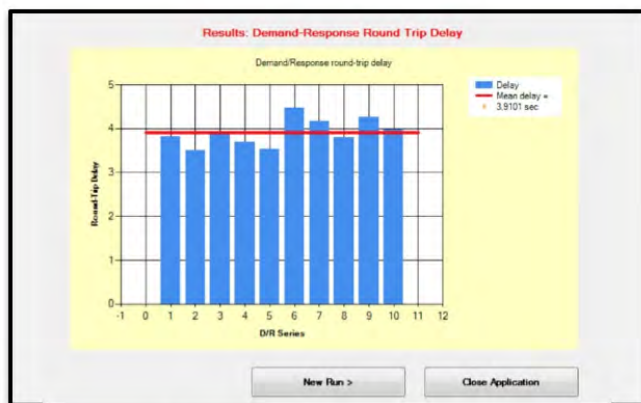 Results: Demand-Response Round Trip Delay
Demand/Response round-trip delay
Round-Trip Delay
5
4
3
2
1
0
-1 0 1 2 3 4 5 6 7 8 9 10 11 12
D/R Series
Delay
Mean delay =
3.9101 sec
New Run >
Close Application